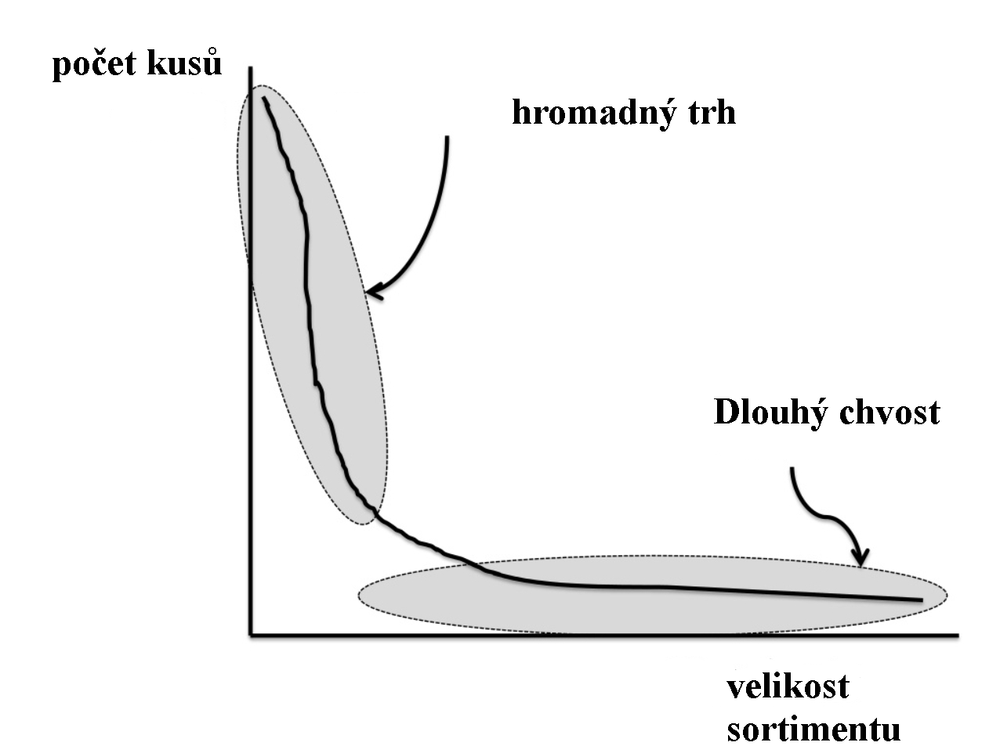 počet kusů
hromadný trh
Dlouhý chvost
velikost
sortimentu